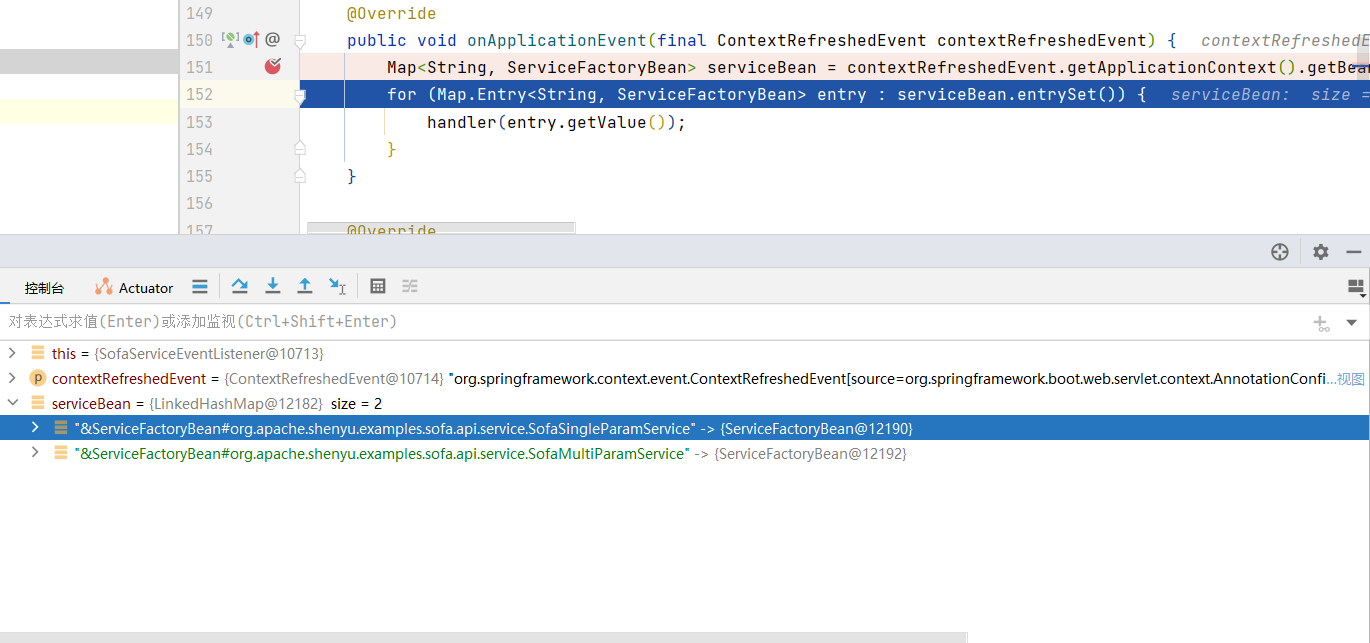 149 @Override
150 @ public void onApplicationEvent(final ContextRefreshedEvent contextRefreshedEvent) { contextRefreshedE
151 Map<String, ServiceFactoryBean> serviceBean = contextRefreshedEvent.getApplicationContext().getBean
152 for (Map.Entry<String, ServiceFactoryBean> entry : serviceBean.entrySet()) { serviceBean: size =
153 handler(entry.getValue());
154 }
155 }
156
157 @Override
控制台 Actuator
对表达式求值(Enter)或添加监视(Ctrl+Shift+Enter)
this = {SofaServiceEventListener@10713}
p contextRefreshedEvent = {ContextRefreshedEvent@10714} "org.springframework.context.event.ContextRefreshedEvent[source=org.springframework.boot.web.servlet.context.AnnotationConfi...视图
serviceBean = {LinkedHashMap@12182} size = 2
"&ServiceFactoryBean#org.apache.shenyu.examples.sofa.api.service.SofaSingleParamService" -> {ServiceFactoryBean@12190}
"&ServiceFactoryBean#org.apache.shenyu.examples.sofa.api.service.SofaMultiParamService" -> {ServiceFactoryBean@12192}